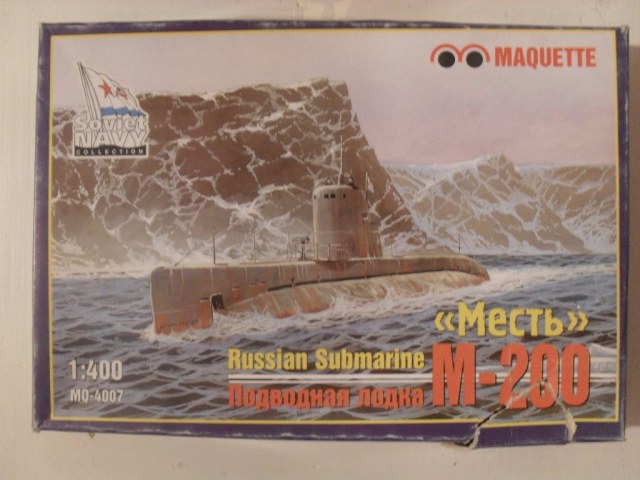 MAQUETTE
Soviet
NAVY
COLLECTION
«Месть»
Russian Submarine
Подводная лодка М-200
1:400
MQ-4007